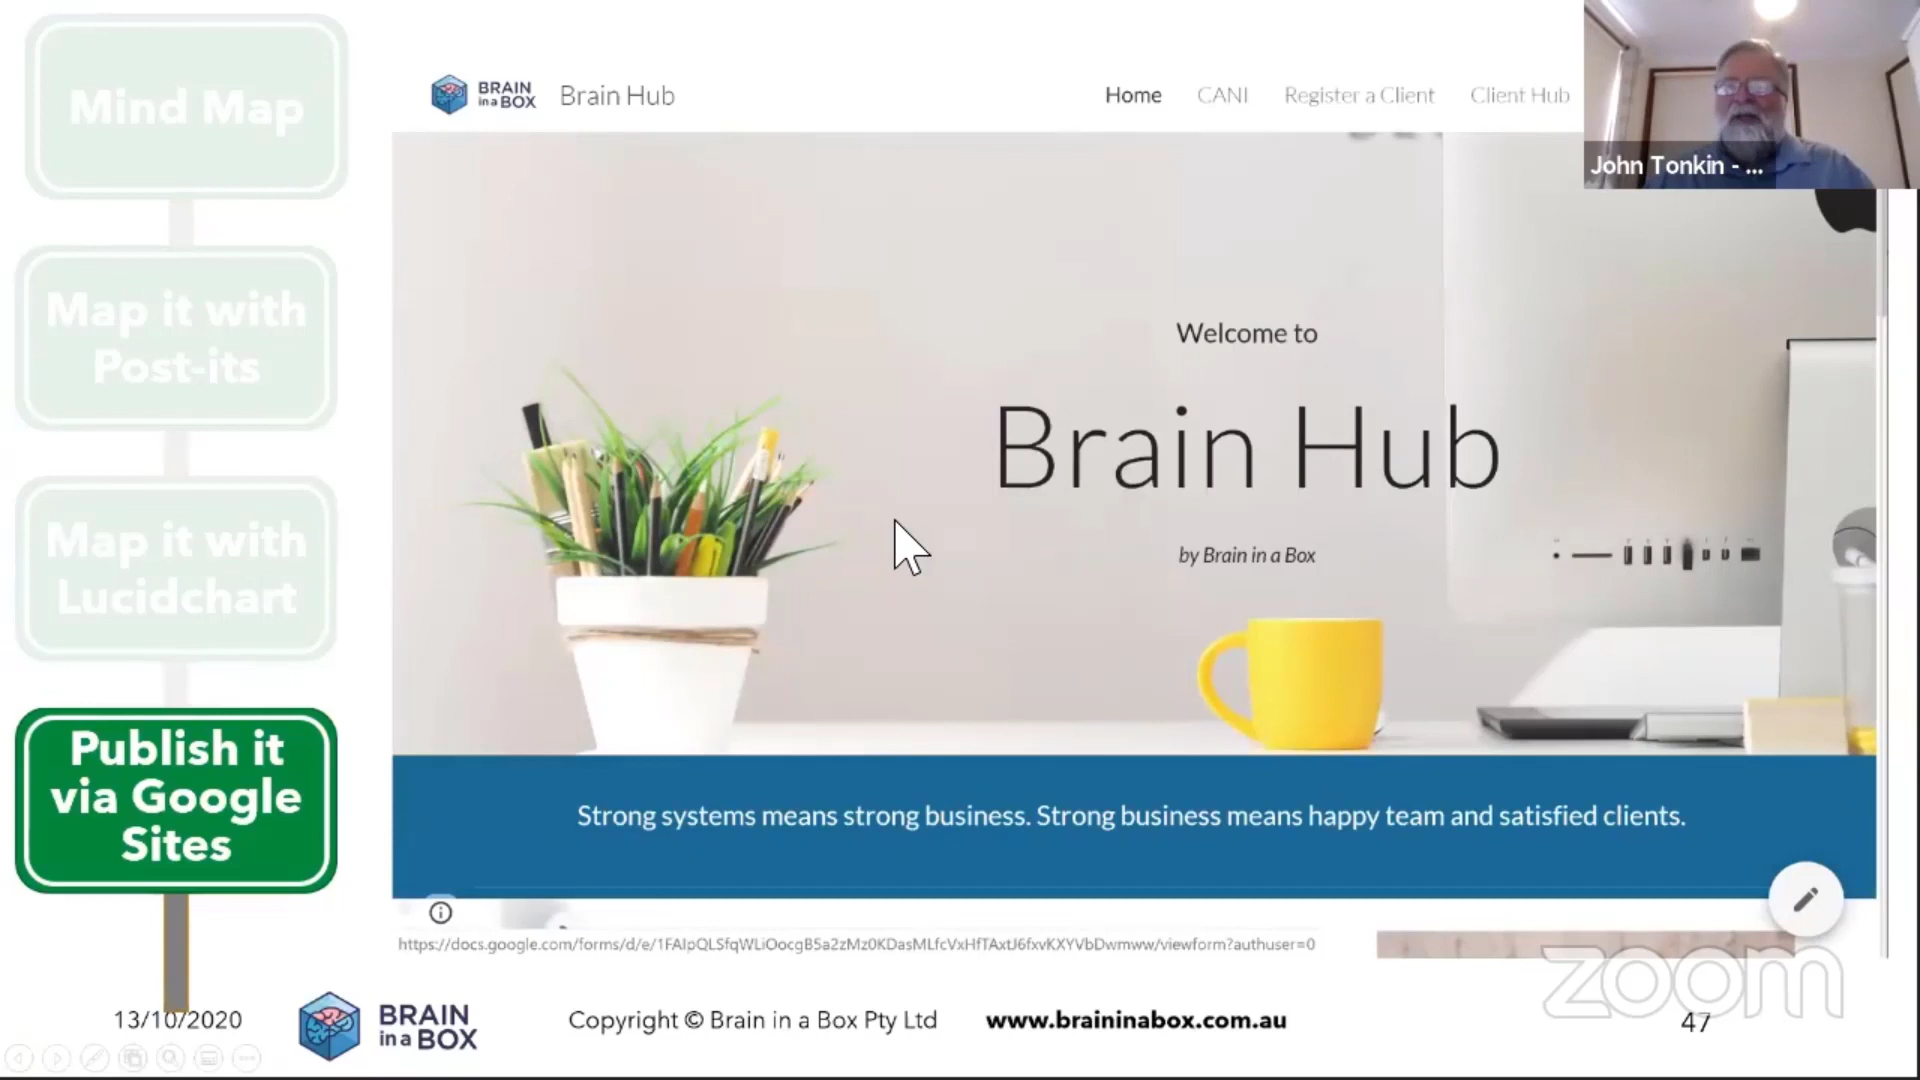 Mind Map
Map it with
Post-its
Map it with
Lucidchart
Publish it
via Google
Sites
BRAIN
in a BOX
Brain Hub
Home
CANI
Register a Client
Client Hub
John Tonkin - ...
Welcome to
Brain Hub
by Brain in a Box
Strong systems means strong business. Strong business means happy team and satisfied clients.
https://docs.google.com/forms/d/e/1FAIpQLSfqWLiOocgB5a2zMz0KDasMLfcVxHfTAxtJ6fxvKXYVbDwmww/viewform?authuser=0
zoom
13/10/2020
BRAIN
in a BOX
Copyright © Brain in a Box Pty Ltd
www.braininabox.com.au
47